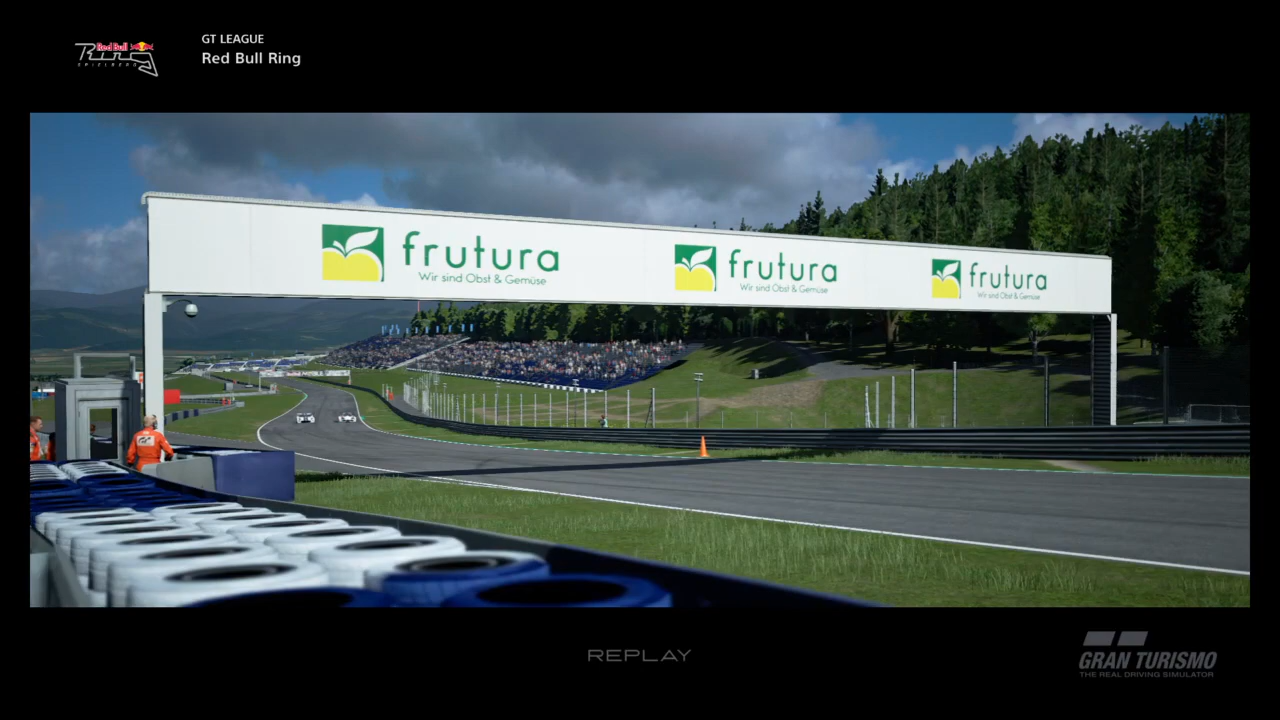 GT LEAGUE
Red Bull
Ring
SPIELBERG
Red Bull Ring
frutura
Wir sind Obst & Gemüse
frutura
Wir sind Obst & Gemüse
frutura
Wir sind Obst & Gemüse
REPLAY
GRAN TURISMO
THE REAL DRIVING SIMULATOR